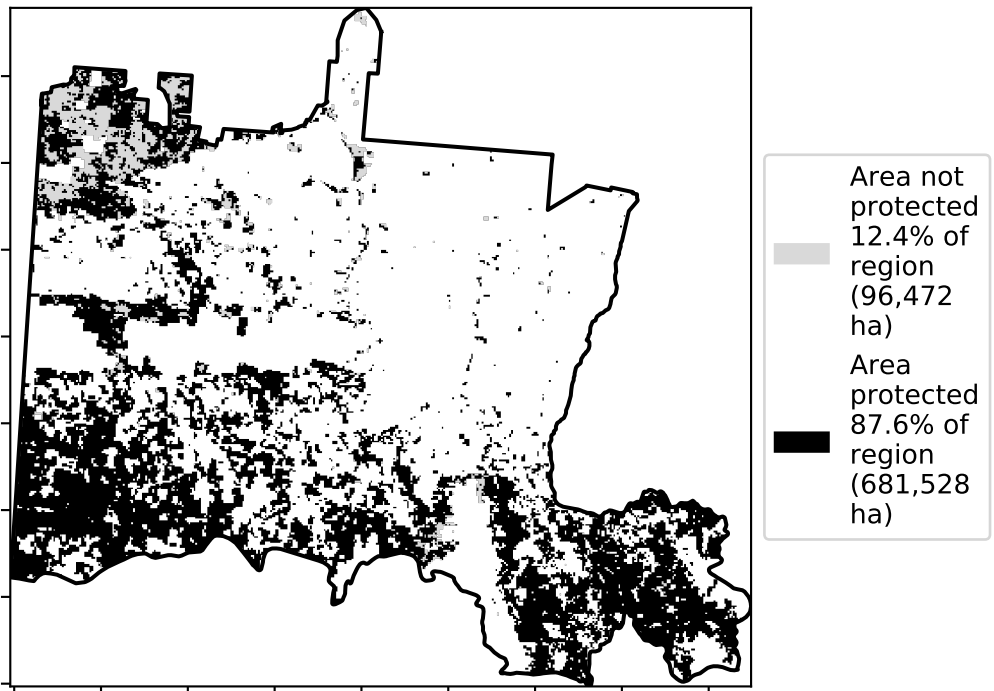 Area not
protected
12.4% of
region
(96,472
ha)
Area
protected
87.6% of
region
(681,528
ha)